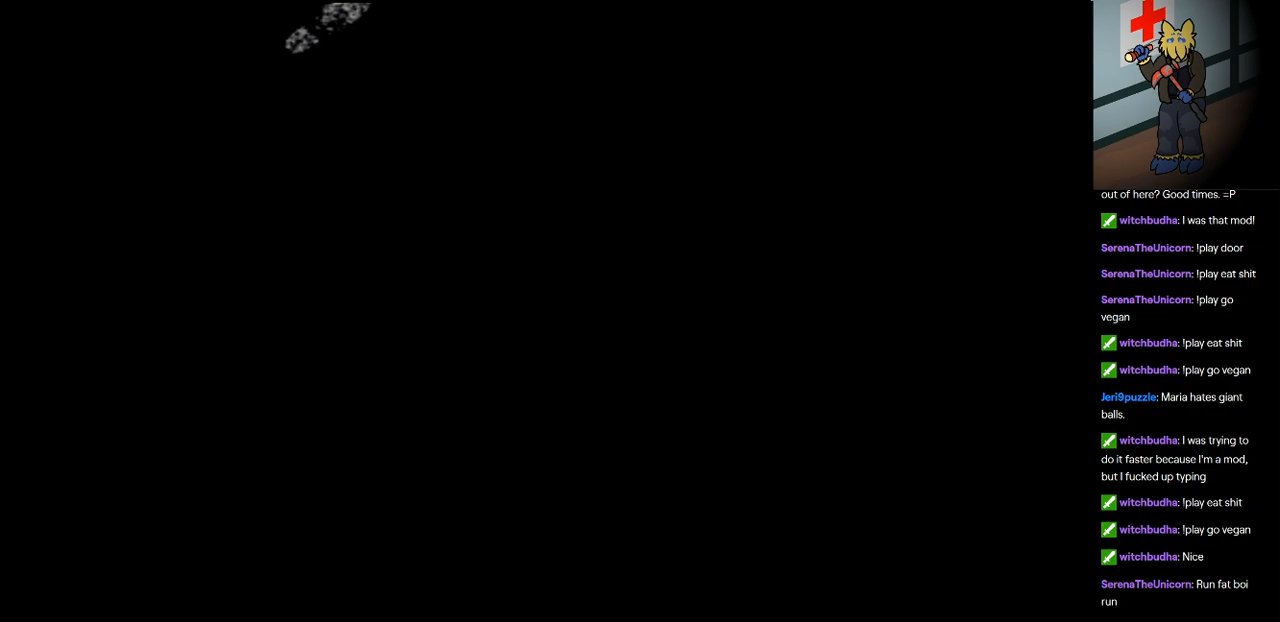 out of here? Good times. =P
witchbudha: I was that mod!
SerenaTheUnicorn: !play door
SerenaTheUnicorn: !play eat shit
SerenaTheUnicorn: !play go
vegan
witchbudha: !play eat shit
witchbudha: !play go vegan
Jeri9puzzle: Maria hates giant
balls.
witchbudha: I was trying to
do it faster because I'm a mod,
but I fucked up typing
witchbudha: !play eat shit
witchbudha: !play go vegan
witchbudha: Nice
SerenaTheUnicorn: Run fat boi
run